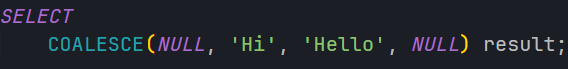 SELECT
    COALESCE(NULL, 'Hi', 'Hello', NULL) result;